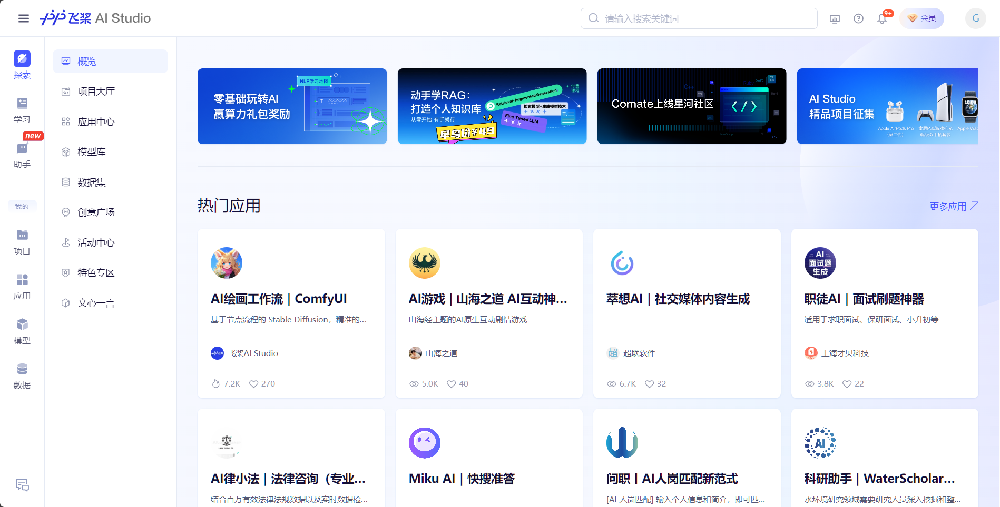 飞桨 AI Studio
请输入搜索关键词
9+
会员
G
探索
学习
new
助手
我的
项目
应用
模型
数据
概览
项目大厅
应用中心
模型库
数据集
创意广场
活动中心
特色专区
文心一言
NLP学习地图
零基础玩转AI
赢算力礼包奖励
动手学RAG：
打造个人知识库
从零开始 有手就行
早鸟价¥49
Retrieval-Augmented Generation!
检索模型+生成模型技术
Fine Tuned LLM
付费
课程
Comate上线星河社区
</>
C++
Ruby
Swift
CSS
JavaScript
AI Studio
精品项目征集
Apple AirPods Pro
（第二代）
索尼PS5游戏机光
驱版双手柄套装
Apple Wat
热门应用
更多应用
AI绘画工作流｜ComfyUI
基于节点流程的 Stable Diffusion，精准的...
飞桨AI Studio
7.2K 270
AI游戏｜山海之道 AI互动神...
山海经主题的AI原生互动剧情游戏
山海之道
5.0K 40
萃想AI｜社交媒体内容生成
超 超联软件
6.7K 32
AI
面试题
生成
职徒AI｜面试刷题神器
适用于求职面试、保研面试、小升初等
上海才贝科技
3.8K 22
AI律小法｜法律咨询（专业...
结合百万有效法律法规数据以及实时数据检...
Miku AI｜快搜准答
问职丨AI人岗匹配新范式
[AI 人岗匹配] 输入个人信息和简介，即可匹...
AI
科研助手｜WaterScholar...
水环境研究领域需要研究人员深入挖掘和整...